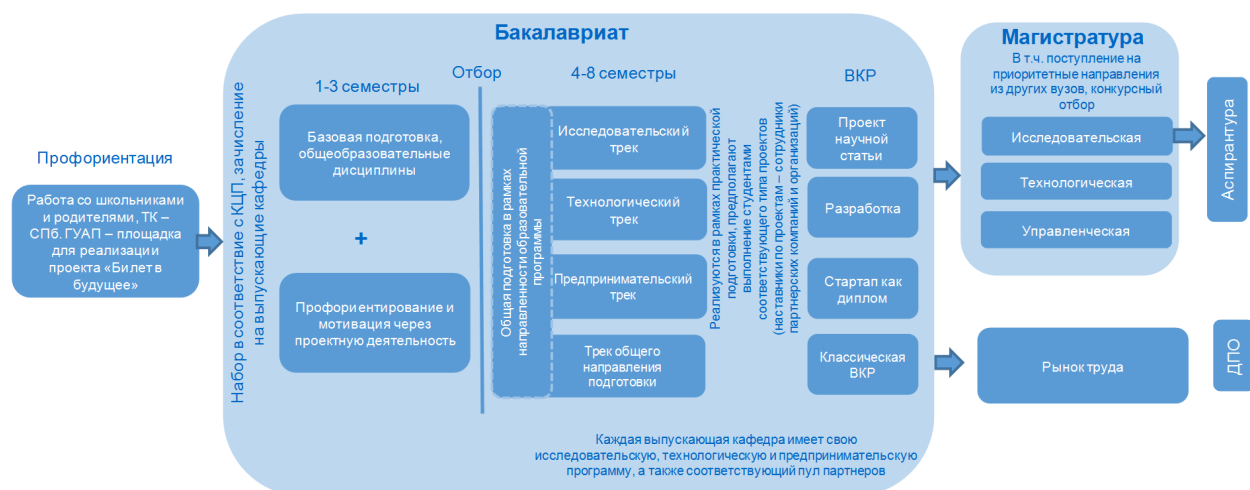 Профориентация
Работа со школьниками
и родителями, ТК –
СПб. ГУАП – площадка
для реализации
проекта «Билет в
будущее»
Бакалавриат
Набор в соответствие с КЦП, зачисление
на выпускающие кафедры
1-3 семестры
Базовая подготовка,
общеобразовательные
дисциплины
+
Профориентирование и
мотивация через
проектную деятельность
Отбор
4-8 семестры
Общая подготовка в рамках
направленности образовательной
программы
Исследовательский
трек
Технологический
трек
Предпринимательский
трек
Трек общего
направления
подготовки
Реализуются в рамках практической
подготовки, предполагают
выполнение студентами
соответствующего типа проектов
(наставники по проектам – сотрудники
партнерских компаний и организаций)
ВКР
Проект
научной
статьи
Разработка
Стартап как
диплом
Классическая
ВКР
Каждая выпускающая кафедра имеет свою
исследовательскую, технологическую и предпринимательскую
программу, а также соответствующий пул партнеров
Магистратура
В т.ч. поступление на
приоритетные направления
из других вузов, конкурсный
отбор
Исследовательская
Технологическая
Управленческая
Рынок труда
Аспирантура
ДПО